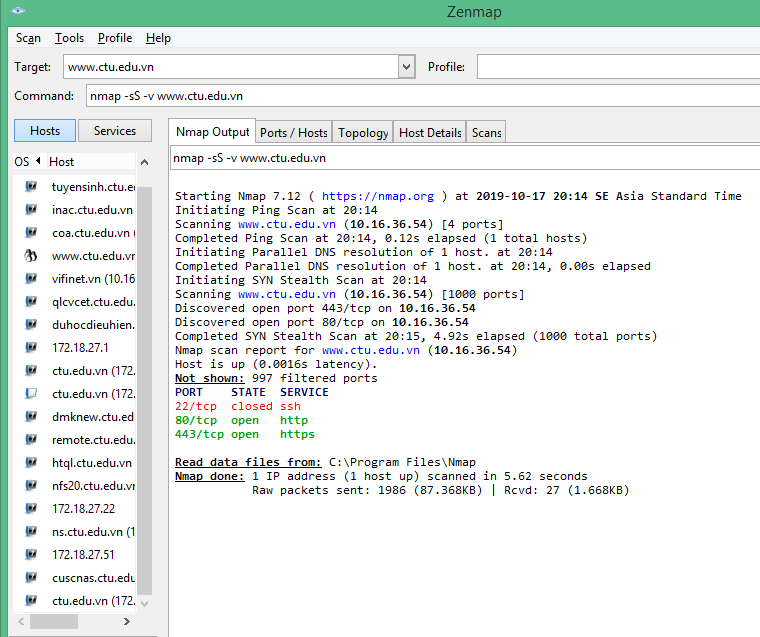 Zenmap
Scan Tools Profile Help
Target: www.ctu.edu.vn Profile:
Command: nmap -sS -v www.ctu.edu.vn
Hosts Services
OS Host
tuyensinh.ctu.e
inac.ctu.edu.vn
coa.ctu.edu.vn (
www.ctu.edu.vn
vifinet.vn (10.16
qlcvcet.ctu.edu.
duhocdieuhien.
172.18.27.1
ctu.edu.vn (172.
ctu.edu.vn (172.
dmknew.ctu.ed
remote.ctu.edu.
htql.ctu.edu.vn
nfs20.ctu.edu.vn
172.18.27.22
ns.ctu.edu.vn (1
172.18.27.51
cuscnas.ctu.edu
ctu.edu.vn (172.
Nmap Output Ports / Hosts Topology Host Details Scans
nmap -sS -v www.ctu.edu.vn
Starting Nmap 7.12 ( https://nmap.org ) at 2019-10-17 20:14 SE Asia Standard Time
Initiating Ping Scan at 20:14
Scanning www.ctu.edu.vn (10.16.36.54) [4 ports]
Completed Ping Scan at 20:14, 0.12s elapsed (1 total hosts)
Initiating Parallel DNS resolution of 1 host. at 20:14
Completed Parallel DNS resolution of 1 host. at 20:14, 0.00s elapsed
Initiating SYN Stealth Scan at 20:14
Scanning www.ctu.edu.vn (10.16.36.54) [1000 ports]
Discovered open port 443/tcp on 10.16.36.54
Discovered open port 80/tcp on 10.16.36.54
Completed SYN Stealth Scan at 20:15, 4.92s elapsed (1000 total ports)
Nmap scan report for www.ctu.edu.vn (10.16.36.54)
Host is up (0.0016s latency).
Not shown: 997 filtered ports
PORT STATE SERVICE
22/tcp closed ssh
80/tcp open http
443/tcp open https
Read data files from: C:\Program Files\Nmap
Nmap done: 1 IP address (1 host up) scanned in 5.62 seconds
Raw packets sent: 1986 (87.368KB) | Rcvd: 27 (1.668KB)